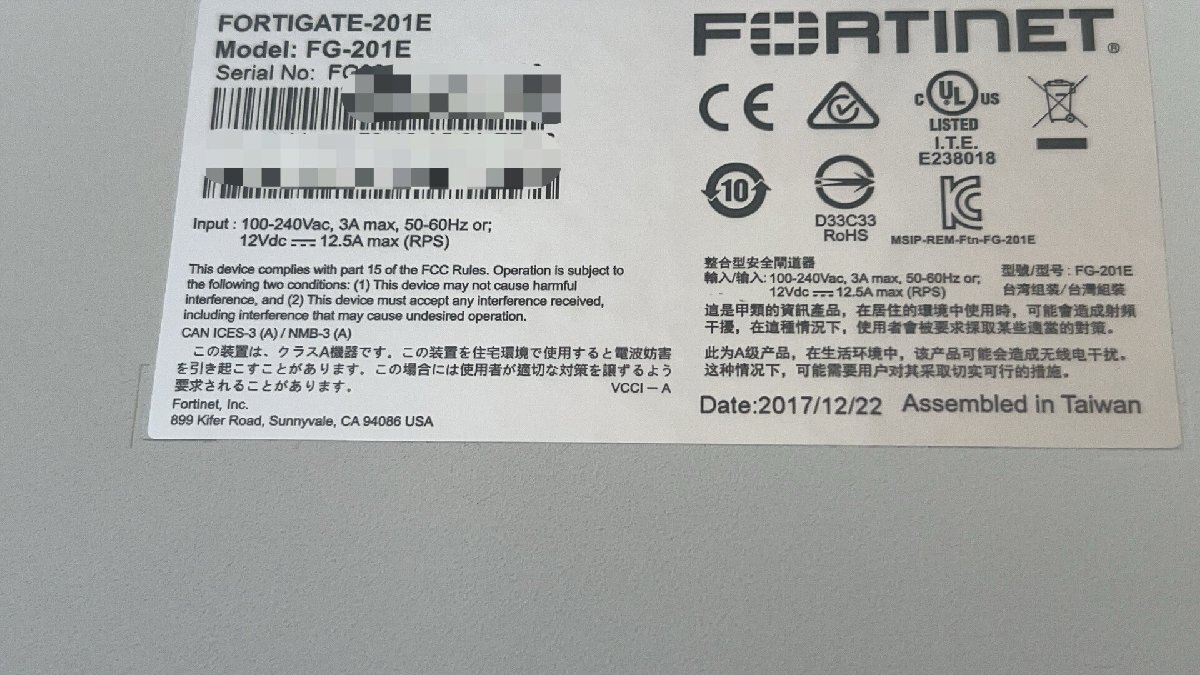 FORTIGATE-201E
Model: FG-201E
Serial No: FG
Input : 100-240Vac, 3A max, 50-60Hz or;
12Vdc ⎓ 12.5A max (RPS)
This device complies with part 15 of the FCC Rules. Operation is subject to
the following two conditions: (1) This device may not cause harmful
interference, and (2) This device must accept any interference received,
including interference that may cause undesired operation.
CAN ICES-3 (A) / NMB-3 (A)
この装置は、クラスA機器です。この装置を住宅環境で使用すると電波妨害
を引き起こすことがあります。この場合には使用者が適切な対策を講ずるよう
要求されることがあります。
VCCI－A
Fortinet, Inc.
899 Kifer Road, Sunnyvale, CA 94086 USA
FORTINET®
CE
C UL US
LISTED
I.T.E.
E238018
10
D33C33
RoHS
KC
MSIP-REM-Ftn-FG-201E
整合型安全閘道器
輸入/输入: 100-240Vac, 3A max, 50-60Hz or;
12Vdc ⎓ 12.5A max (RPS)
型號/型号 : FG-201E
台湾组装/台灣組裝
這是甲類的資訊產品，在居住的環境中使用時，可能會造成射頻
干擾，在這種情況下，使用者會被要求採取某些適當的對策。
此为A级产品，在生活环境中，该产品可能会造成无线电干扰。
这种情况下，可能需要用户对其采取切实可行的措施。
Date:2017/12/22 Assembled in Taiwan